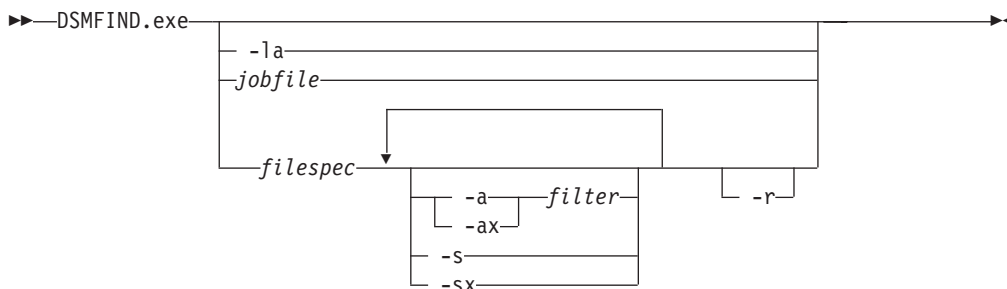 DSMFIND.exe
-la
jobfile
filespec
-a filter -r
-ax
-s
-sx